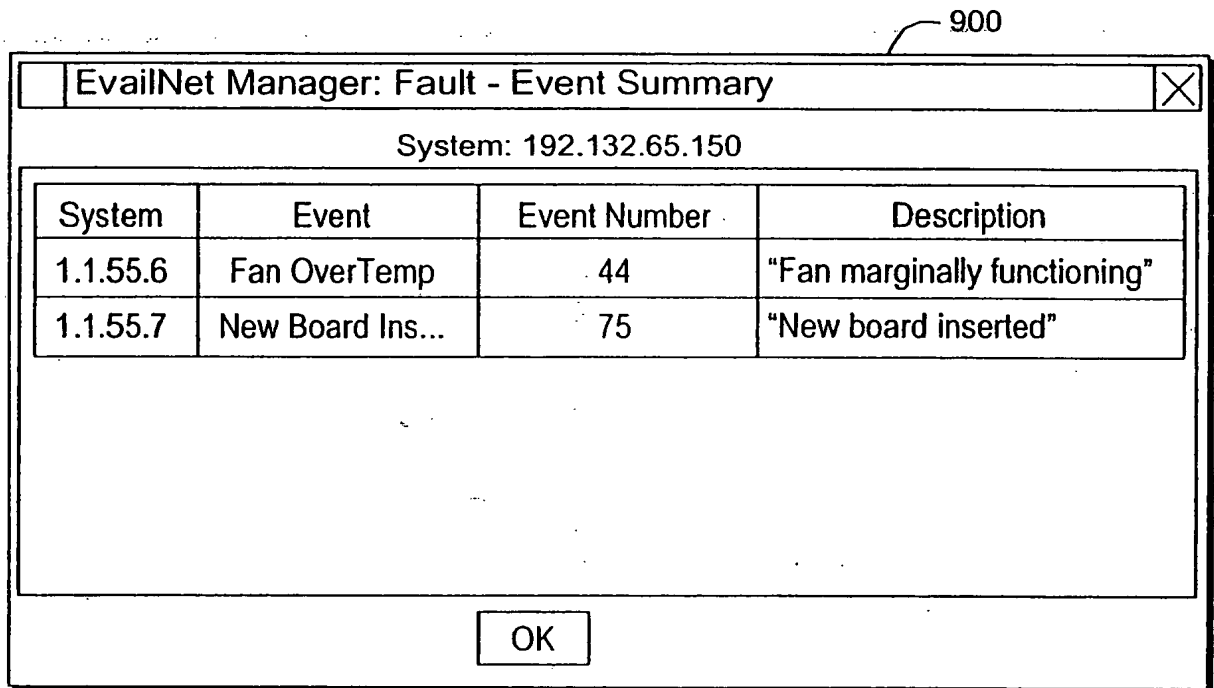 900
EvailNet Manager: Fault - Event Summary
System: 192.132.65.150
System Event Event Number Description
1.1.55.6 Fan OverTemp 44 "Fan marginally functioning"
1.1.55.7 New Board Ins... 75 "New board inserted"
OK